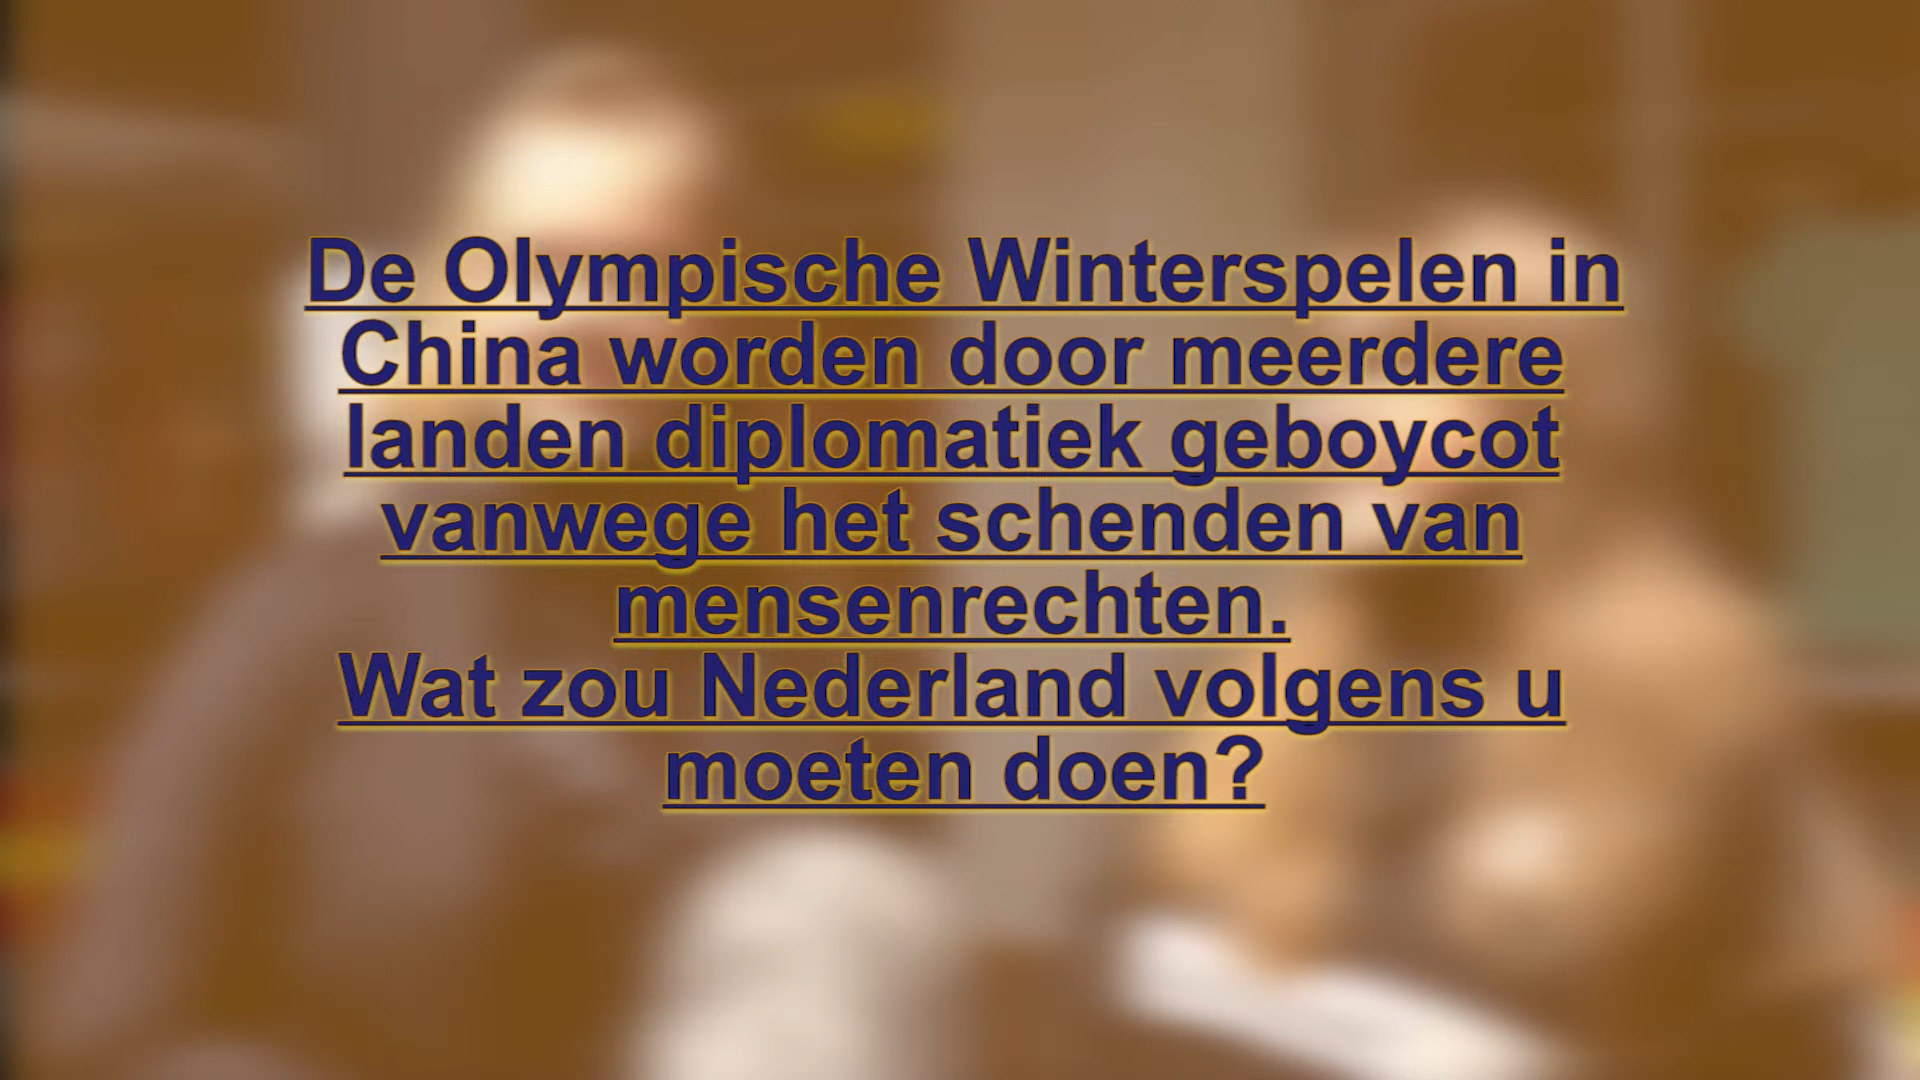 De Olympische Winterspelen in
China worden door meerdere
landen diplomatiek geboycot
vanwege het schenden van
mensenrechten.
Wat zou Nederland volgens u
moeten doen?